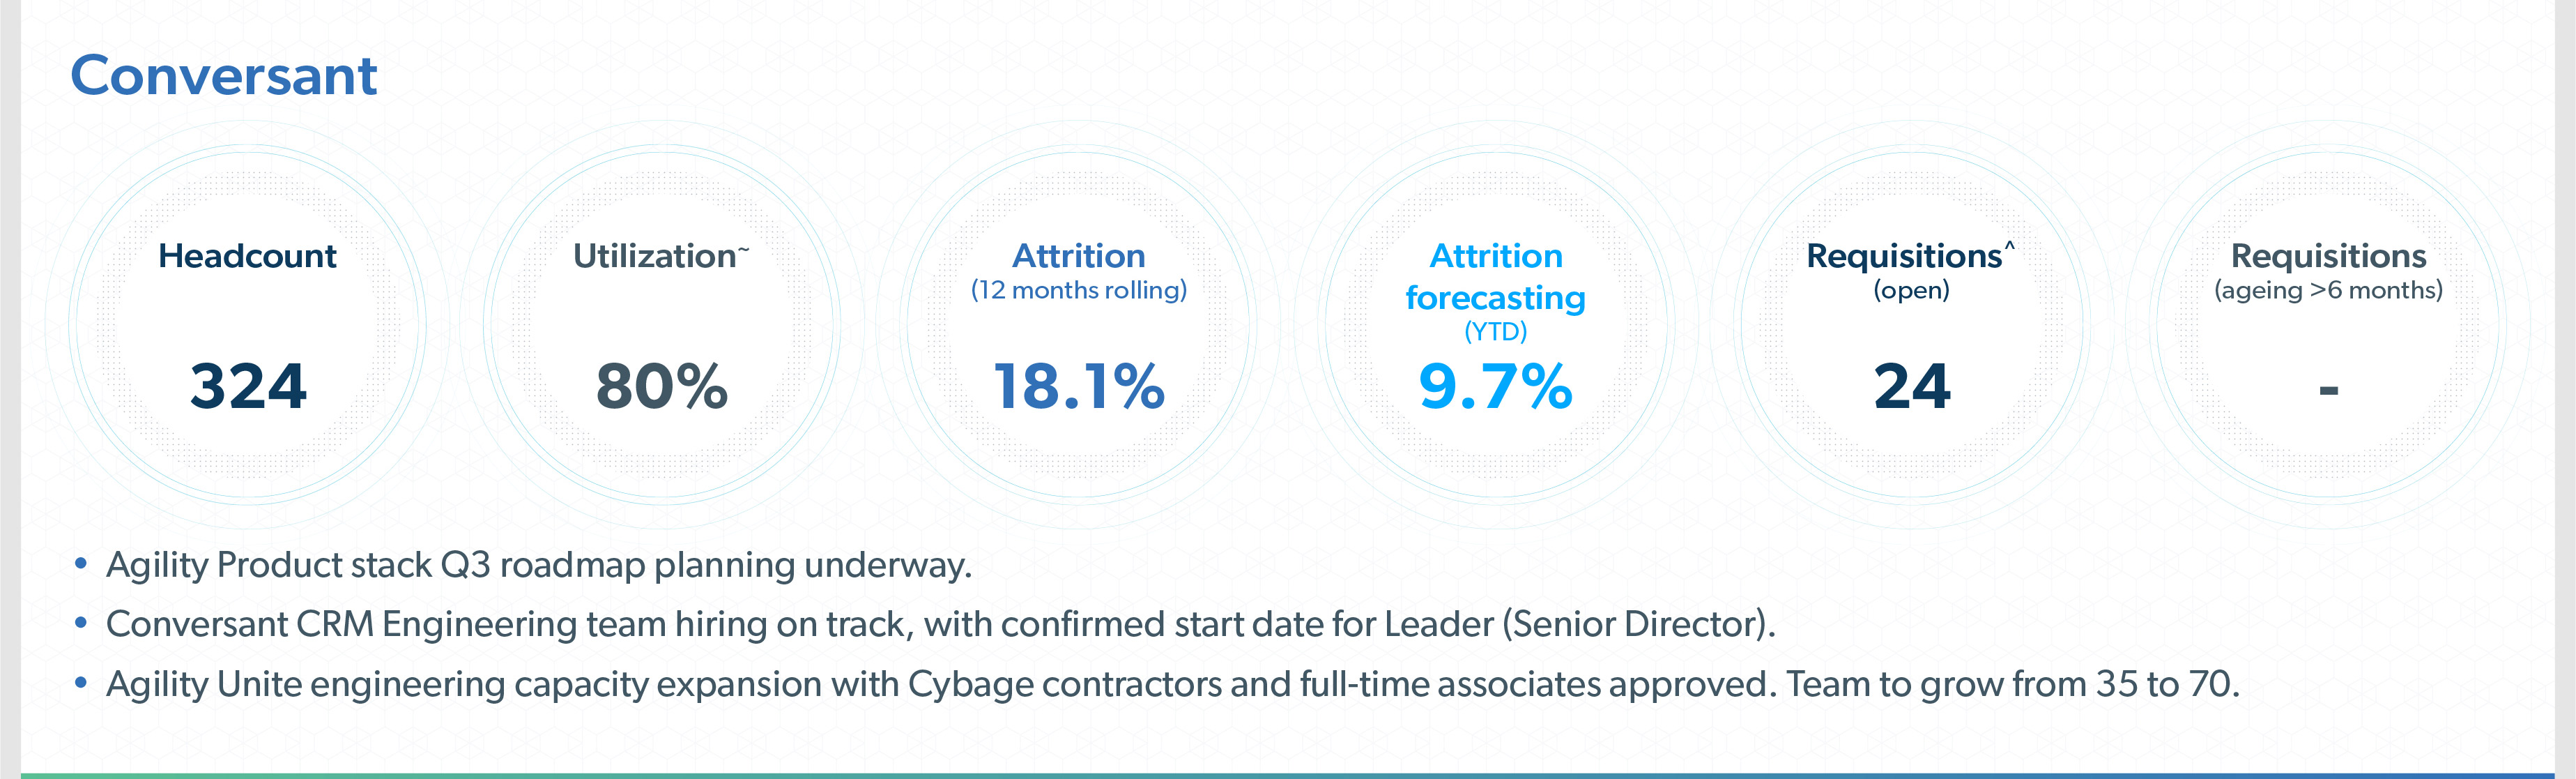 Conversant
Headcount
324
Utilization~
80%
Attrition
(12 months rolling)
18.1%
Attrition
forecasting
(YTD)
9.7%
Requisitions^
(open)
24
Requisitions
(ageing >6 months)
-
• Agility Product stack Q3 roadmap planning underway.
• Conversant CRM Engineering team hiring on track, with confirmed start date for Leader (Senior Director).
• Agility Unite engineering capacity expansion with Cybage contractors and full-time associates approved. Team to grow from 35 to 70.